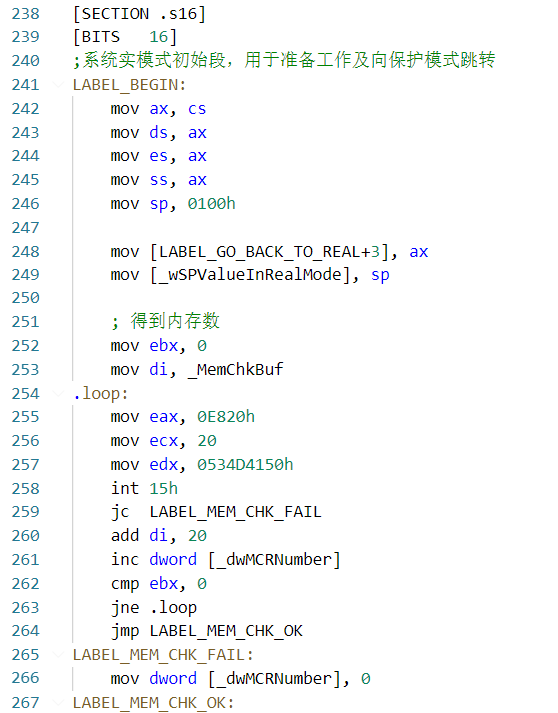 238 [SECTION .s16]
239 [BITS   16]
240 ;系统实模式初始段，用于准备工作及向保护模式跳转
241 LABEL_BEGIN:
242     mov ax, cs
243     mov ds, ax
244     mov es, ax
245     mov ss, ax
246     mov sp, 0100h
247
248     mov [LABEL_GO_BACK_TO_REAL+3], ax
249     mov [_wSPValueInRealMode], sp
250
251     ; 得到内存数
252     mov ebx, 0
253     mov di, _MemChkBuf
254 .loop:
255     mov eax, 0E820h
256     mov ecx, 20
257     mov edx, 0534D4150h
258     int 15h
259     jc  LABEL_MEM_CHK_FAIL
260     add di, 20
261     inc dword [_dwMCRNumber]
262     cmp ebx, 0
263     jne .loop
264     jmp LABEL_MEM_CHK_OK
265 LABEL_MEM_CHK_FAIL:
266     mov dword [_dwMCRNumber], 0
267 LABEL_MEM_CHK_OK: